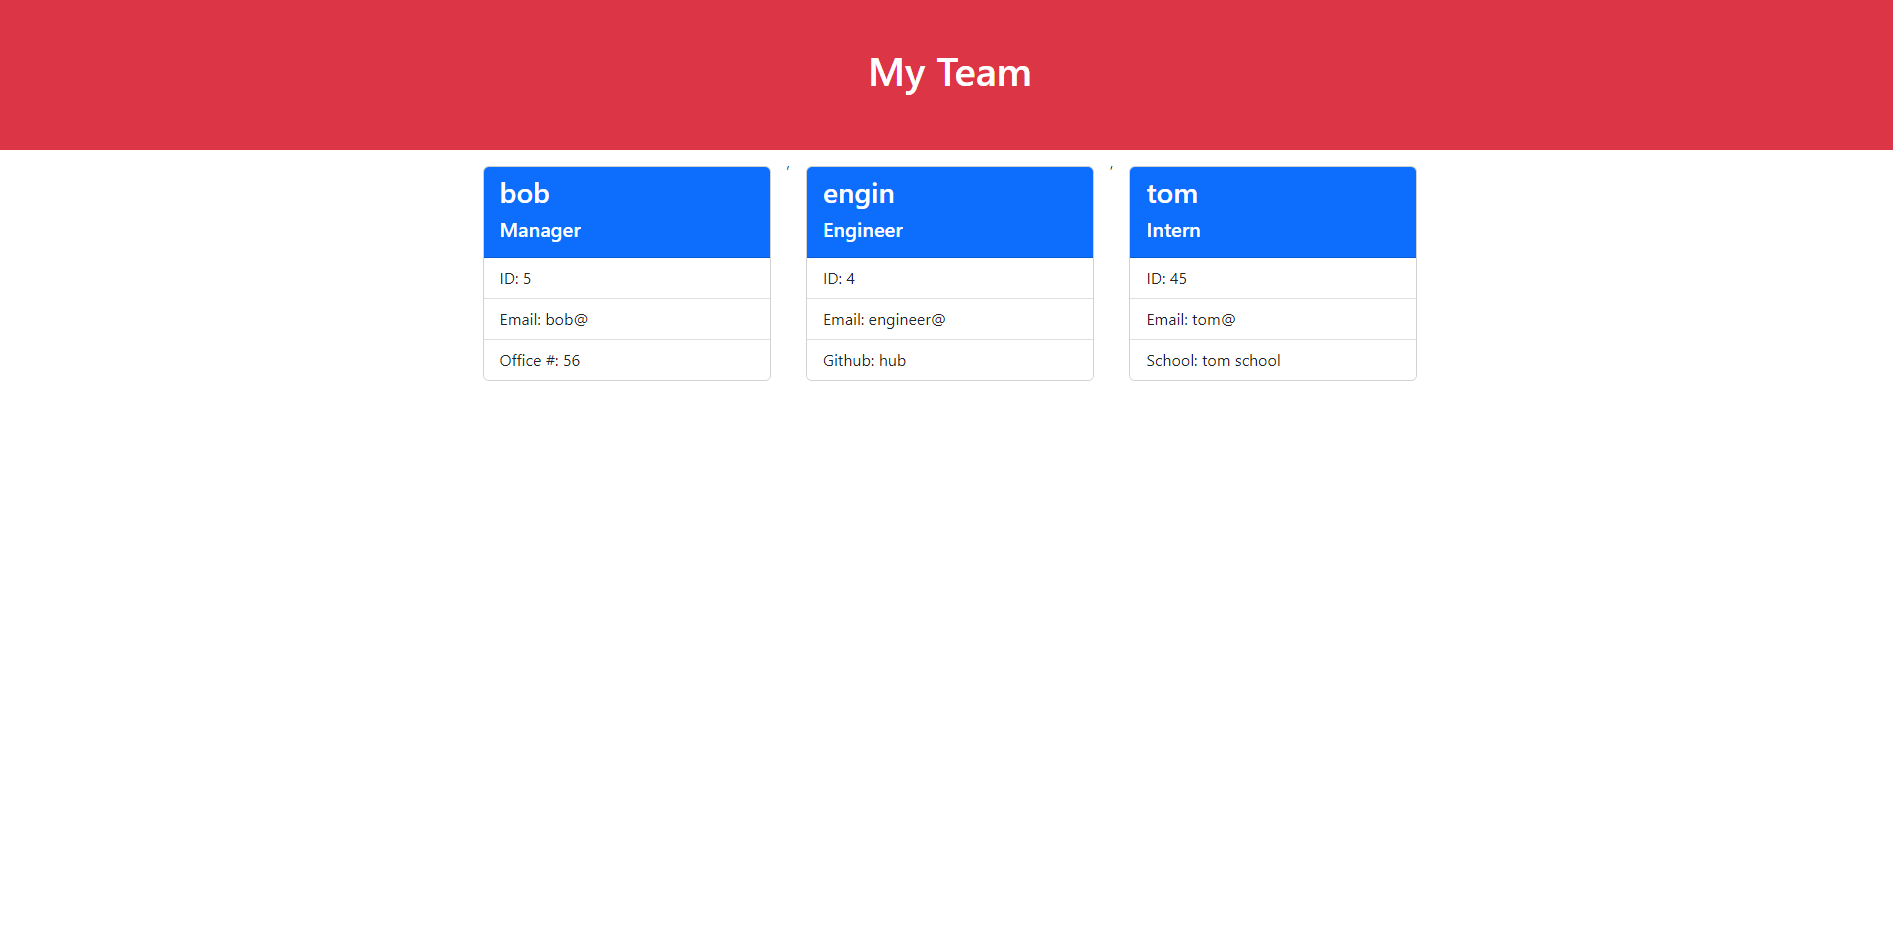 My Team
bob
Manager
ID: 5
Email: bob@
Office #: 56
,
engin
Engineer
ID: 4
Email: engineer@
Github: hub
,
tom
Intern
ID: 45
Email: tom@
School: tom school